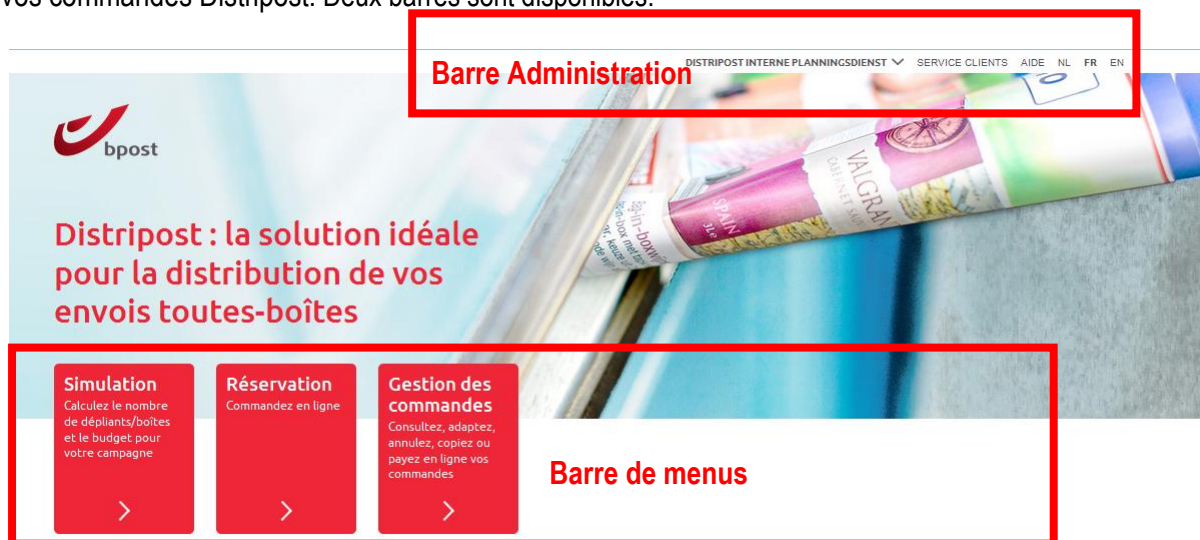 vos commandes Distripost. Deux barres sont disponibles:
Barre Administration
DISTRIPOST INTERNE PLANNINGSDIENST SERVICE CLIENTS AIDE NL FR EN
bpost
VALGRAN
CABERNET
SPAIN
Distripost : la solution idéale
pour la distribution de vos
envois toutes-boîtes
Simulation
Calculez le nombre
de dépliants/boîtes
et le budget pour
votre campagne
Réservation
Commandez en ligne
Gestion des
commandes
Consultez, adaptez,
annulez, copiez ou
payez en ligne vos
commandes
Barre de menus